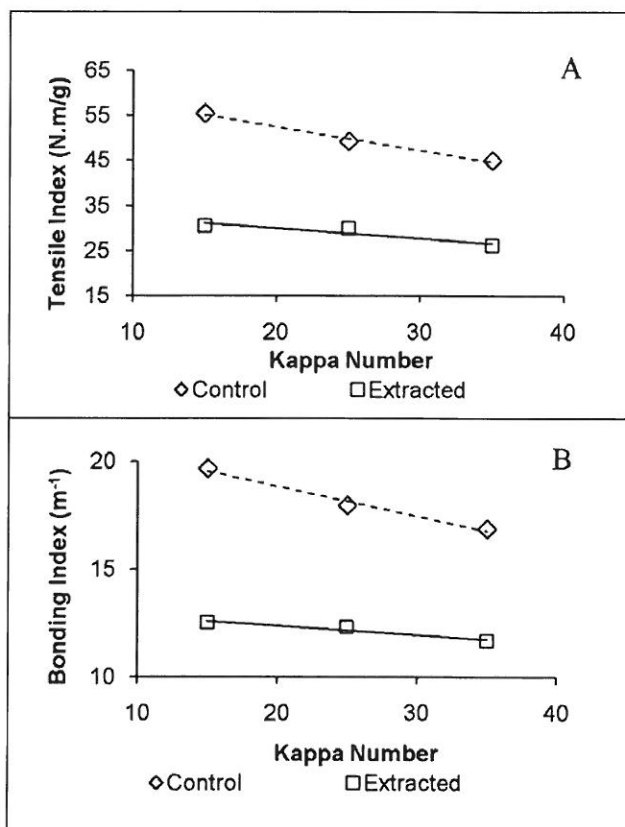 A
65
55
45
35
25
15
Tensile Index (N.m/g)
10 20 30 40
Kappa Number
◇Control □Extracted
B
20
15
10
Bonding Index (m⁻¹)
10 20 30 40
Kappa Number
◇Control □Extracted